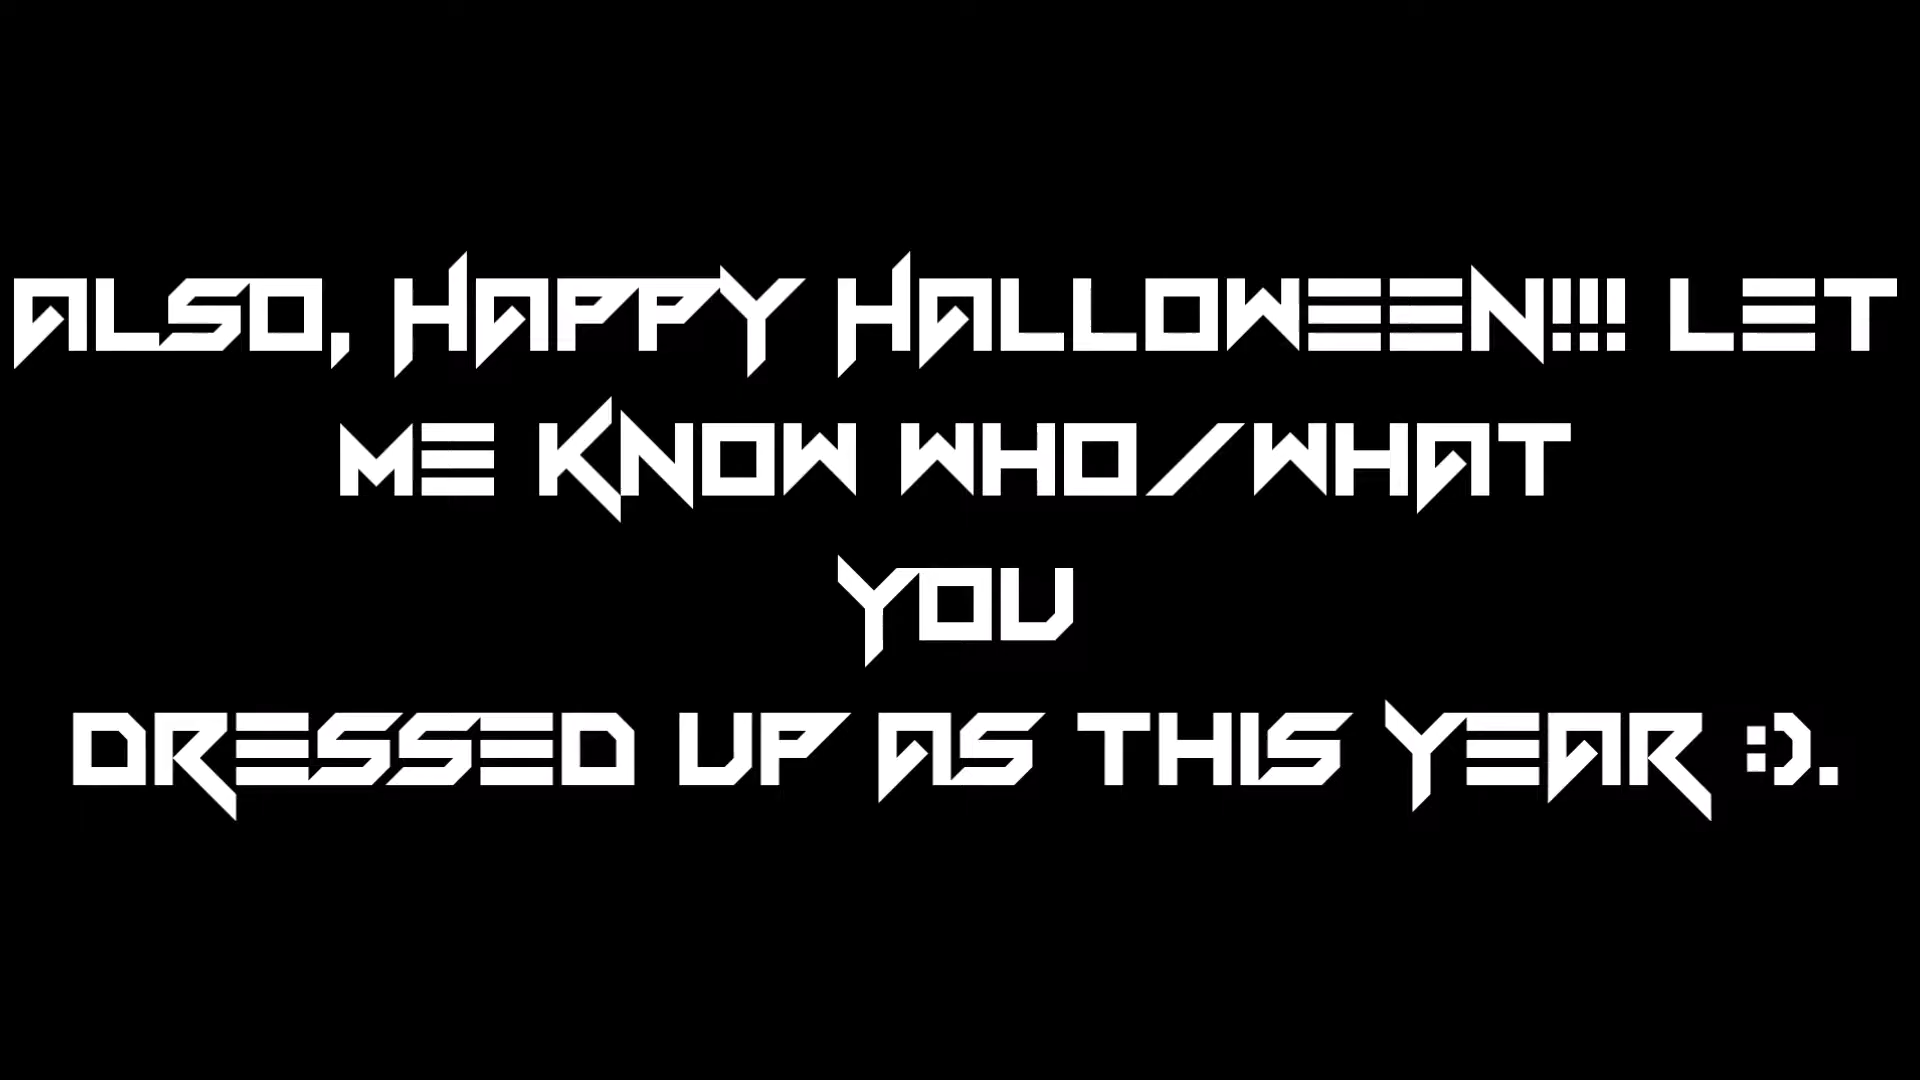 ALSO, HAPPY HALLOWEEN!!! LET
ME KNOW WHO/WHAT
YOU
DRESSED UP AS THIS YEAR :).